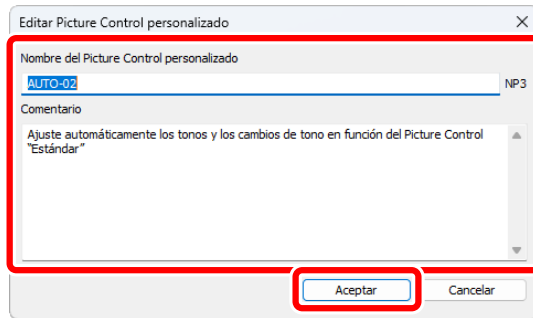 Editar Picture Control personalizado
Nombre del Picture Control personalizado
AUTO-02 NP3
Comentario
Ajuste automáticamente los tonos y los cambios de tono en función del Picture Control
"Estándar"
Aceptar Cancelar